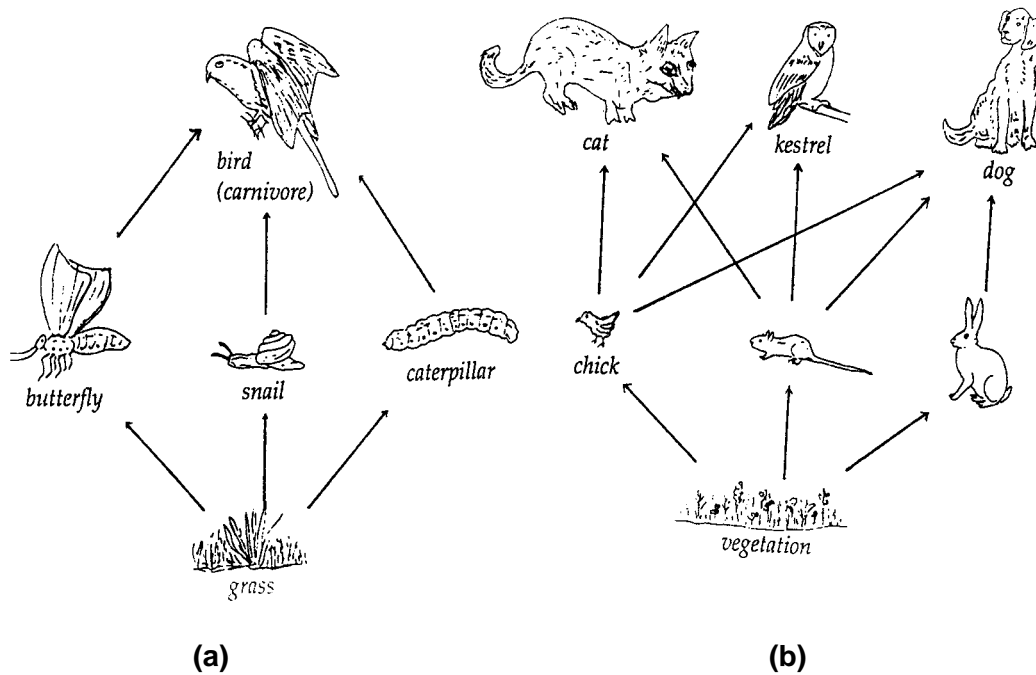 bird
(carnivore)
butterfly
snail
caterpillar
grass
(a)
cat
kestrel
dog
chick
vegetation
(b)